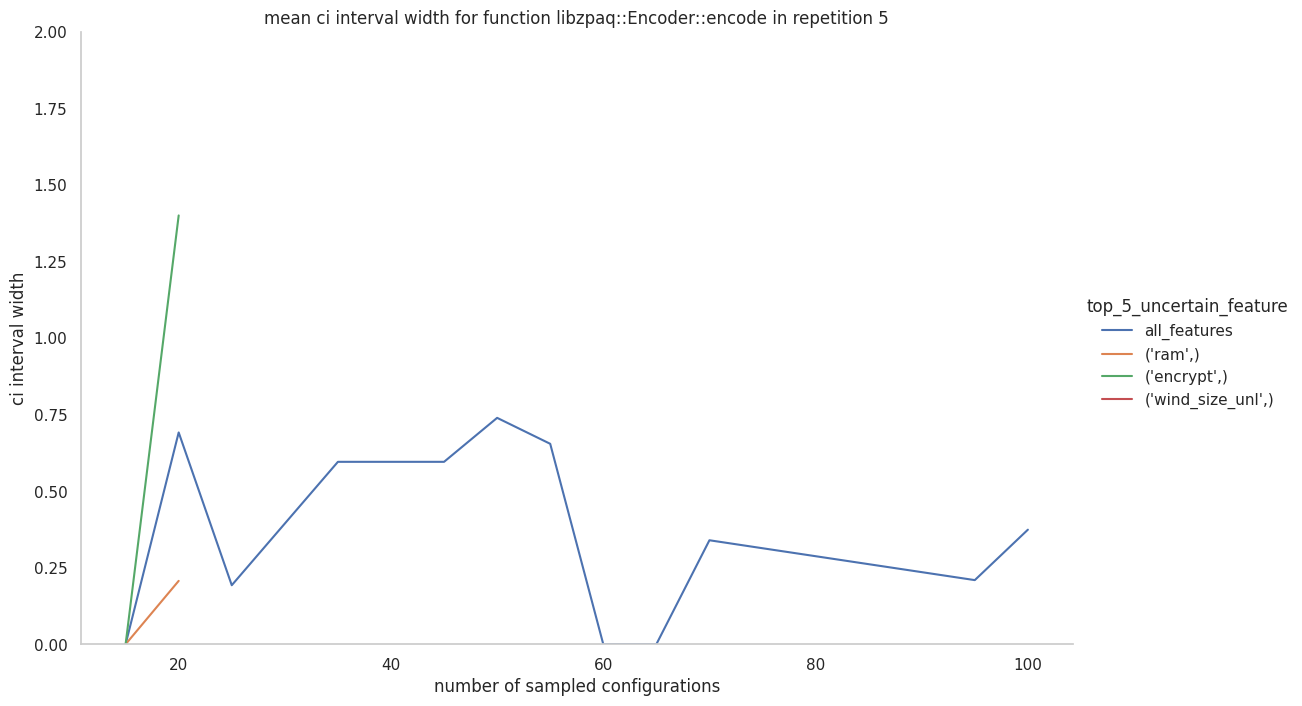 mean ci interval width for function libzpaq::Encoder::encode in repetition 5
2.00
1.75
1.50
1.25
1.00
0.75
0.50
0.25
0.00
ci interval width
20
40
60
80
100
number of sampled configurations
top_5_uncertain_feature
all_features
('ram',)
('encrypt',)
('wind_size_unl',)